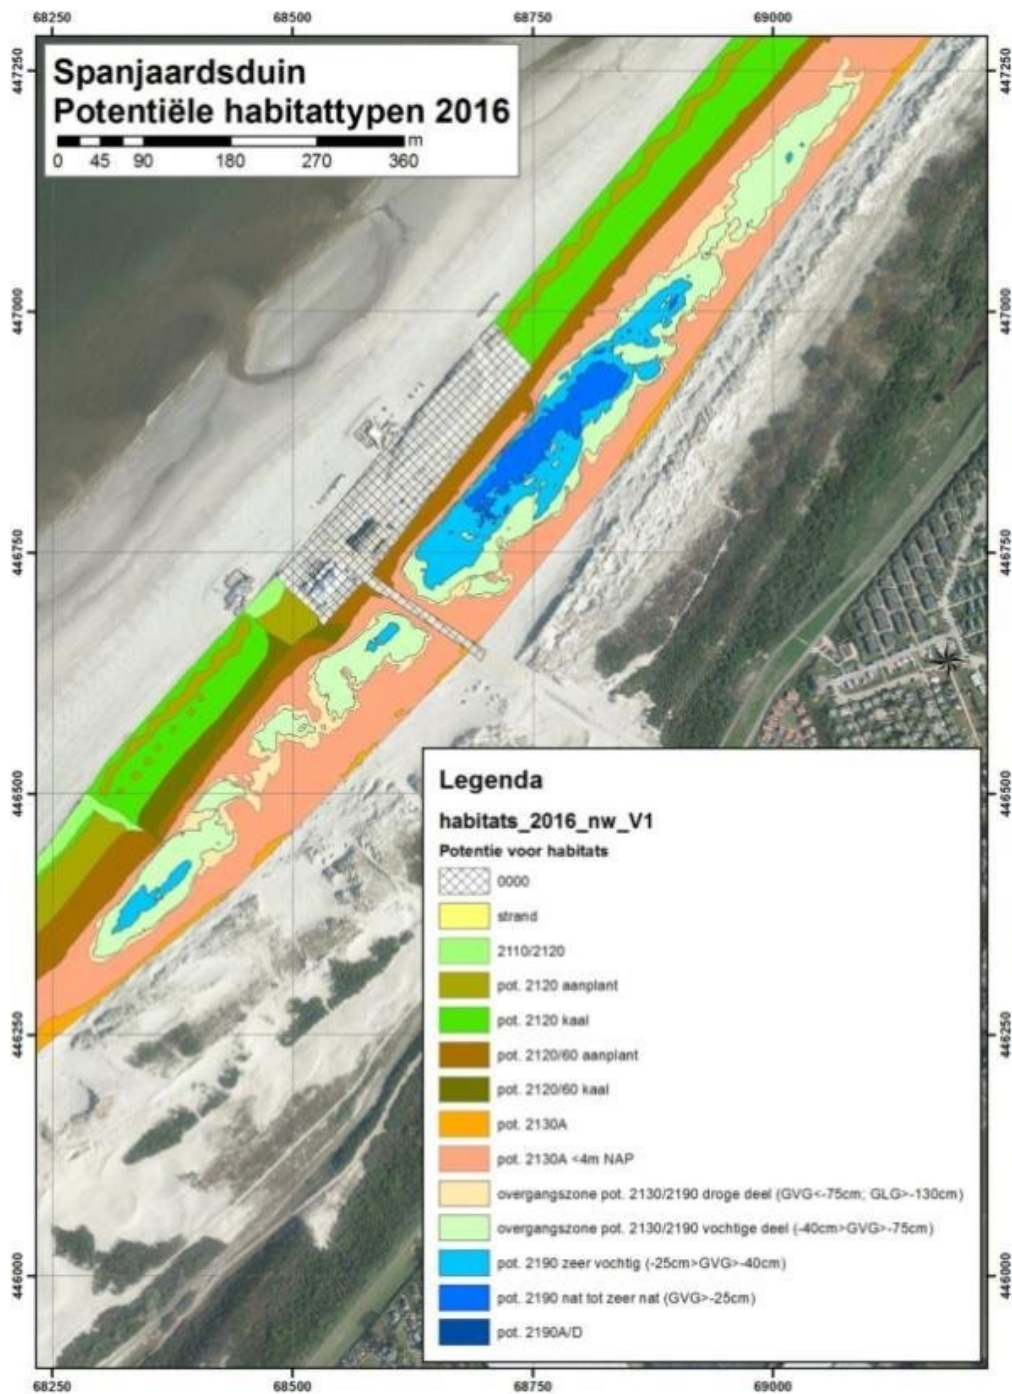 68250 68500 68750 69000
Spanjaardsduin
Potentiële habitattypen 2016
m
0 45 90 180 270 360
447250 447250
447000 447000
446750 446750
446500 446500
446250 446250
446000 446000
Legenda
habitats_2016_nw_V1
Potentie voor habitats
0000
strand
2110/2120
pot. 2120 aanplant
pot. 2120 kaal
pot. 2120/60 aanplant
pot. 2120/60 kaal
pot. 2130A
pot. 2130A <4m NAP
overgangszone pot. 2130/2190 droge deel (GVG<-75cm; GLG>-130cm)
overgangszone pot. 2130/2190 vochtige deel (-40cm>GVG>-75cm)
pot. 2190 zeer vochtig (-25cm>GVG>-40cm)
pot. 2190 nat tot zeer nat (GVG>-25cm)
pot. 2190A/D
68250 68500 68750 69000